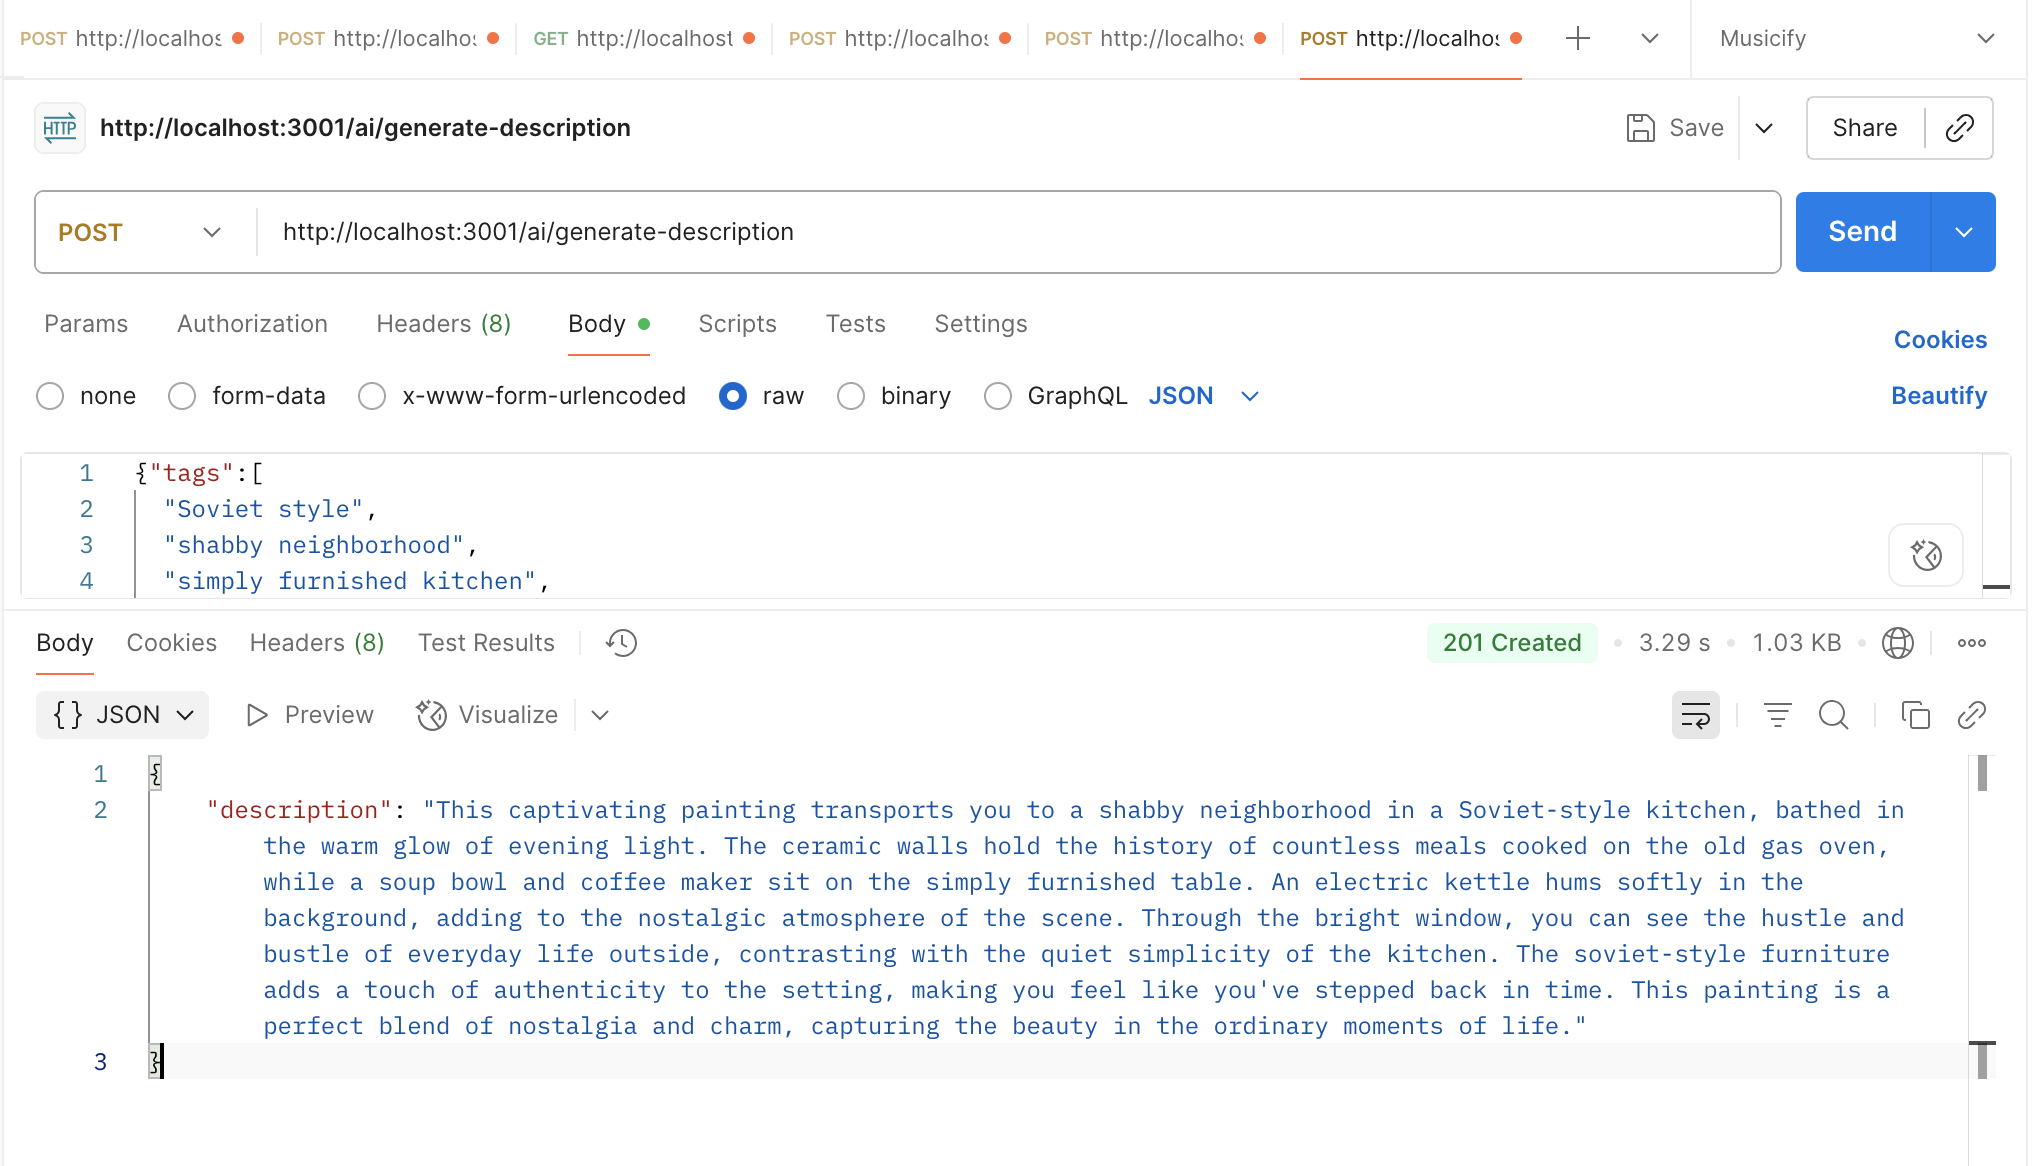 POST http://localhos POST http://localhos GET http://localhost POST http://localhos POST http://localhos POST http://localhos Musicify
HTTP http://localhost:3001/ai/generate-description Save Share
POST http://localhost:3001/ai/generate-description Send
Params Authorization Headers (8) Body Scripts Tests Settings
Cookies
none form-data x-www-form-urlencoded raw binary GraphQL JSON Beautify
1 {"tags":[
2 "Soviet style",
3 "shabby neighborhood",
4 "simply furnished kitchen",
Body Cookies Headers (8) Test Results 201 Created 3.29 s 1.03 KB
{} JSON Preview Visualize
1 {
2 "description": "This captivating painting transports you to a shabby neighborhood in a Soviet-style kitchen, bathed in
the warm glow of evening light. The ceramic walls hold the history of countless meals cooked on the old gas oven,
while a soup bowl and coffee maker sit on the simply furnished table. An electric kettle hums softly in the
background, adding to the nostalgic atmosphere of the scene. Through the bright window, you can see the hustle and
bustle of everyday life outside, contrasting with the quiet simplicity of the kitchen. The soviet-style furniture
adds a touch of authenticity to the setting, making you feel like you've stepped back in time. This painting is a
perfect blend of nostalgia and charm, capturing the beauty in the ordinary moments of life."
3 }